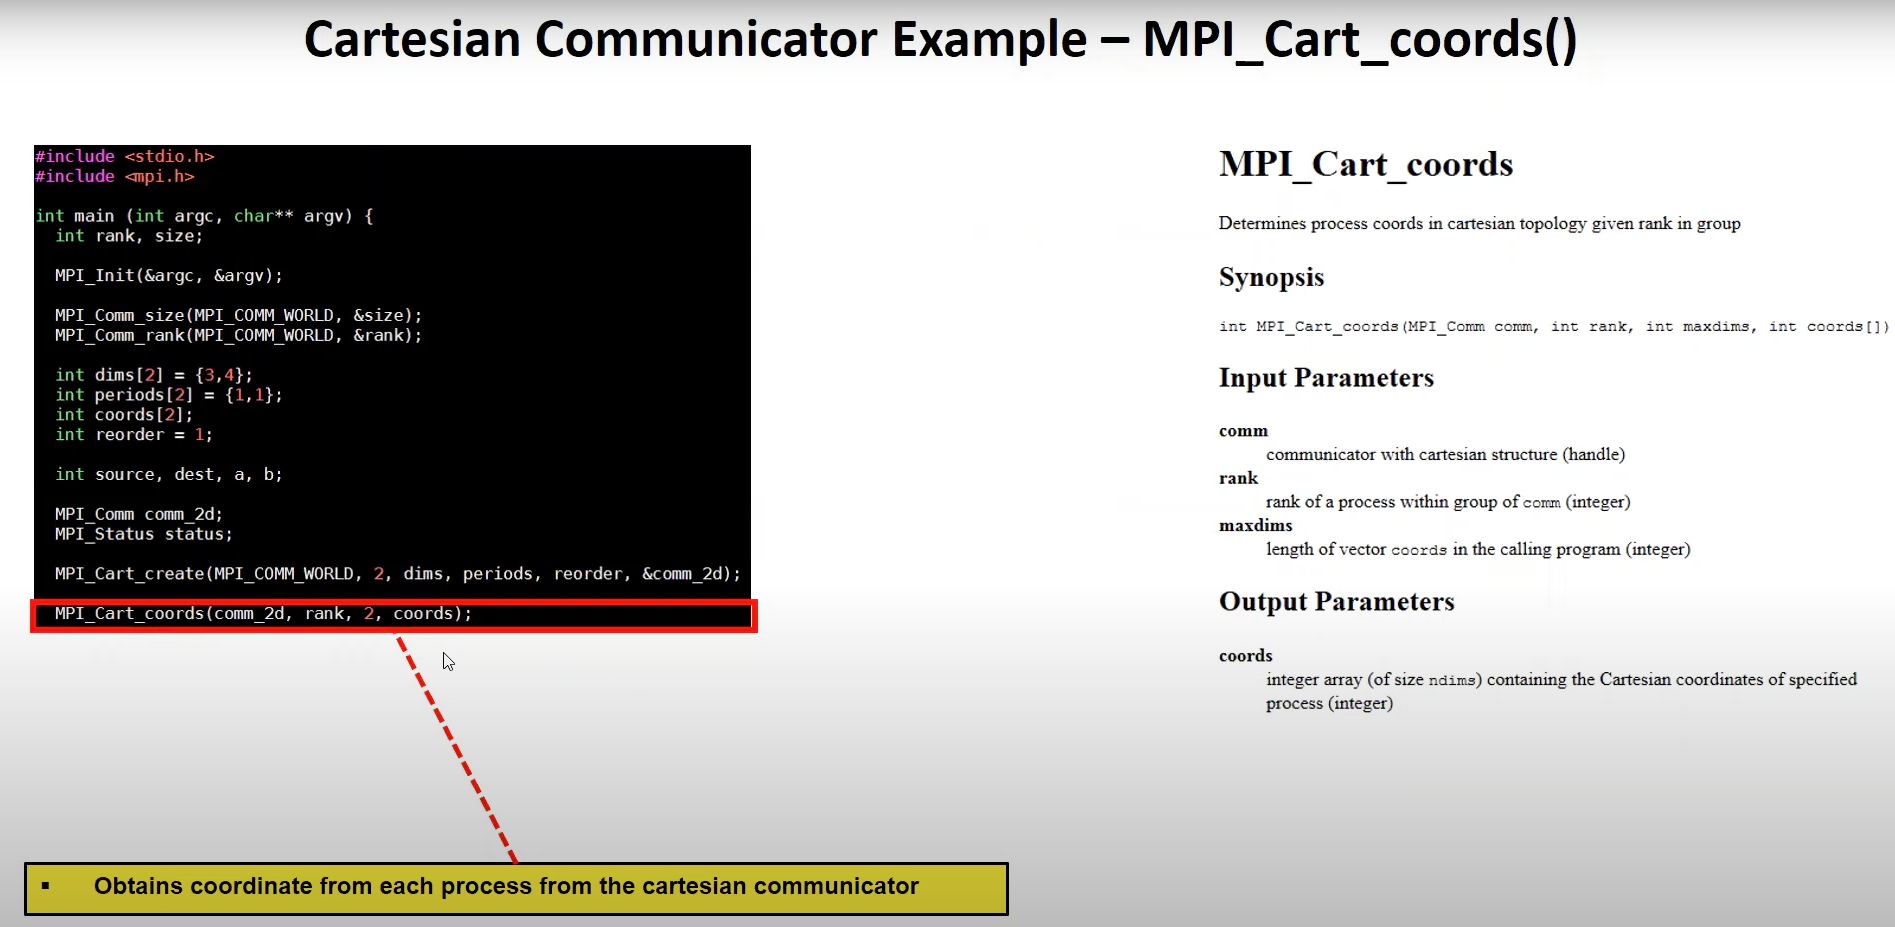 Cartesian Communicator Example – MPI_Cart_coords()
#include <stdio.h>
#include <mpi.h>
int main (int argc, char** argv) {
int rank, size;
MPI_Init(&argc, &argv);
MPI_Comm_size(MPI_COMM_WORLD, &size);
MPI_Comm_rank(MPI_COMM_WORLD, &rank);
int dims[2] = {3,4};
int periods[2] = {1,1};
int coords[2];
int reorder = 1;
int source, dest, a, b;
MPI_Comm comm_2d;
MPI_Status status;
MPI_Cart_create(MPI_COMM_WORLD, 2, dims, periods, reorder, &comm_2d);
MPI_Cart_coords(comm_2d, rank, 2, coords);
▪ Obtains coordinate from each process from the cartesian communicator
MPI_Cart_coords
Determines process coords in cartesian topology given rank in group
Synopsis
int MPI_Cart_coords(MPI_Comm comm, int rank, int maxdims, int coords[])
Input Parameters
comm
communicator with cartesian structure (handle)
rank
rank of a process within group of comm (integer)
maxdims
length of vector coords in the calling program (integer)
Output Parameters
coords
integer array (of size ndims) containing the Cartesian coordinates of specified
process (integer)